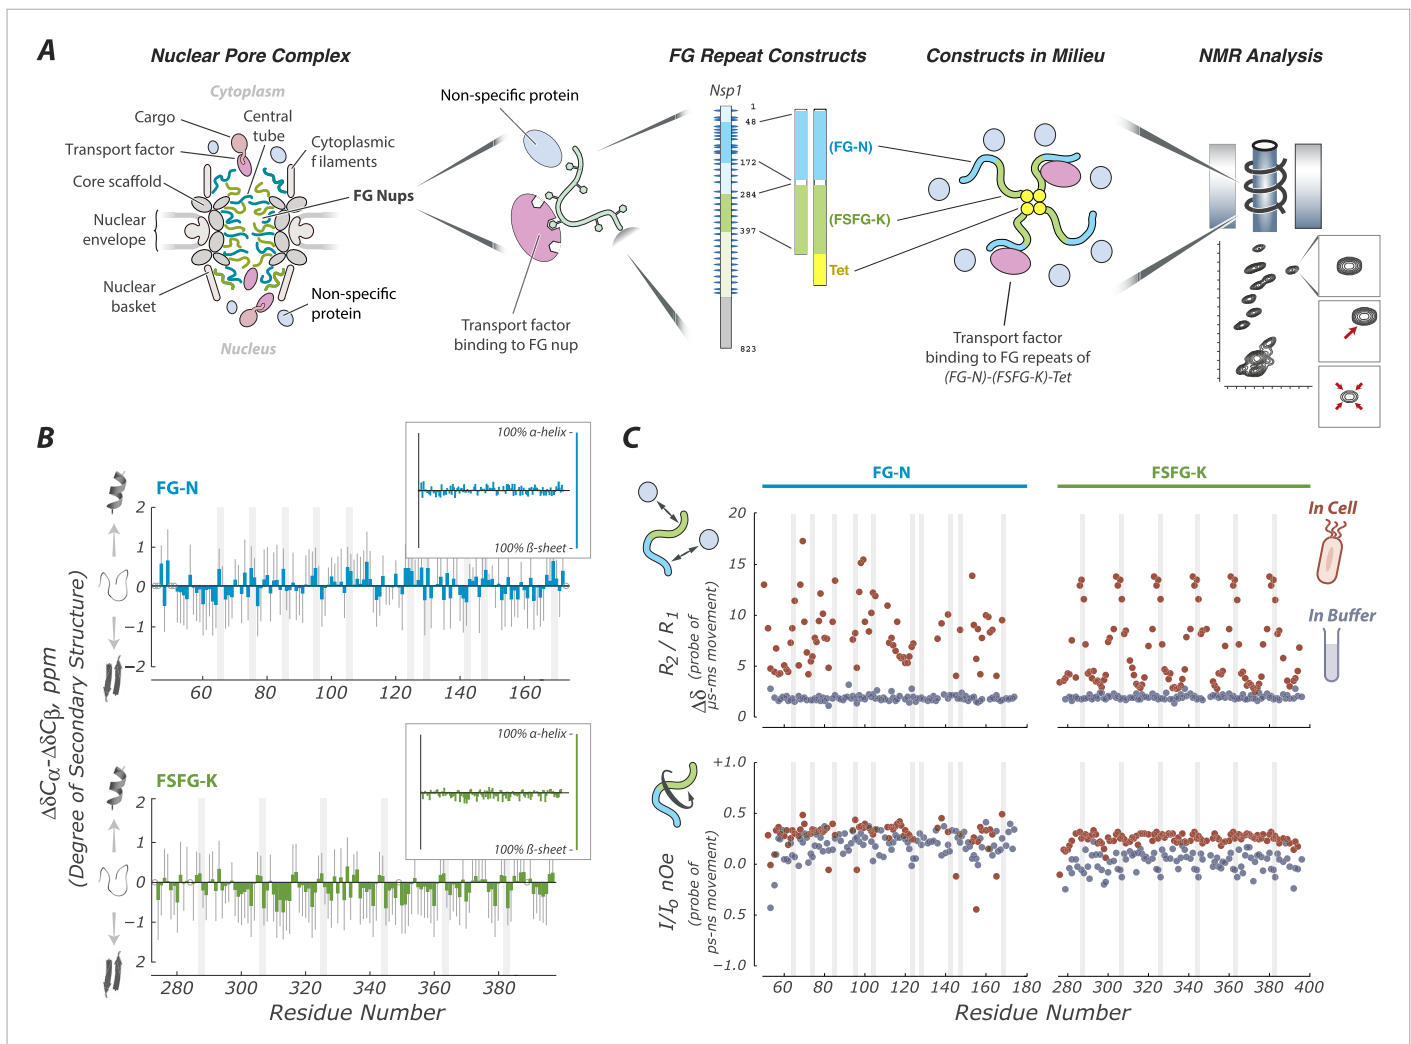 A
Nuclear Pore Complex
FG Repeat Constructs
Constructs in Milieu
NMR Analysis
Cytoplasm
Cargo
Central
tube
Transport factor
Cytoplasmic
filaments
Core scaffold
FG Nups
Nuclear
envelope
Nuclear
basket
Non-specific
protein
Nucleus
Non-specific protein
Transport factor
binding to FG nup
Nsp1
1
48
172
284
397
823
(FG-N)
(FSFG-K)
Tet
Transport factor
binding to FG repeats of
(FG-N)-(FSFG-K)-Tet
B
ΔδCα-ΔδCβ, ppm
(Degree of Secondary Structure)
FG-N
100% α-helix -
100% ß-sheet -
2
1
0
−1
−2
60 80 100 120 140 160
FSFG-K
100% α-helix -
100% ß-sheet -
2
1
0
−1
2
280 300 320 340 360 380
Residue Number
C
FG-N
FSFG-K
In Cell
In Buffer
R2 / R1
Δδ (probe of
μs-ms movement)
20
15
10
5
0
I/Io nOe
(probe of
ps-ns movement)
+1.0
0.5
0.0
0.5
−1.0
60 80 100 120 140 160 180
280 300 320 340 360 380 400
Residue Number